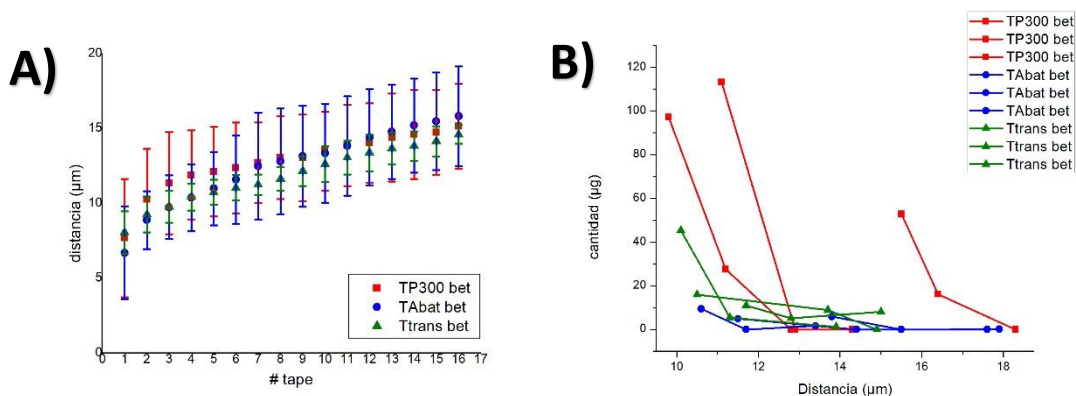 A)
20
15
10
5
0
distancia (µm)
0 1 2 3 4 5 6 7 8 9 10 11 12 13 14 15 16 17
# tape
TP300 bet
TAbat bet
Ttrans bet
B)
TP300 bet
TP300 bet
TP300 bet
TAbat bet
TAbat bet
TAbat bet
Ttrans bet
Ttrans bet
Ttrans bet
120
100
80
60
40
20
0
cantidad (µg)
10 12 14 16 18
Distancia (µm)